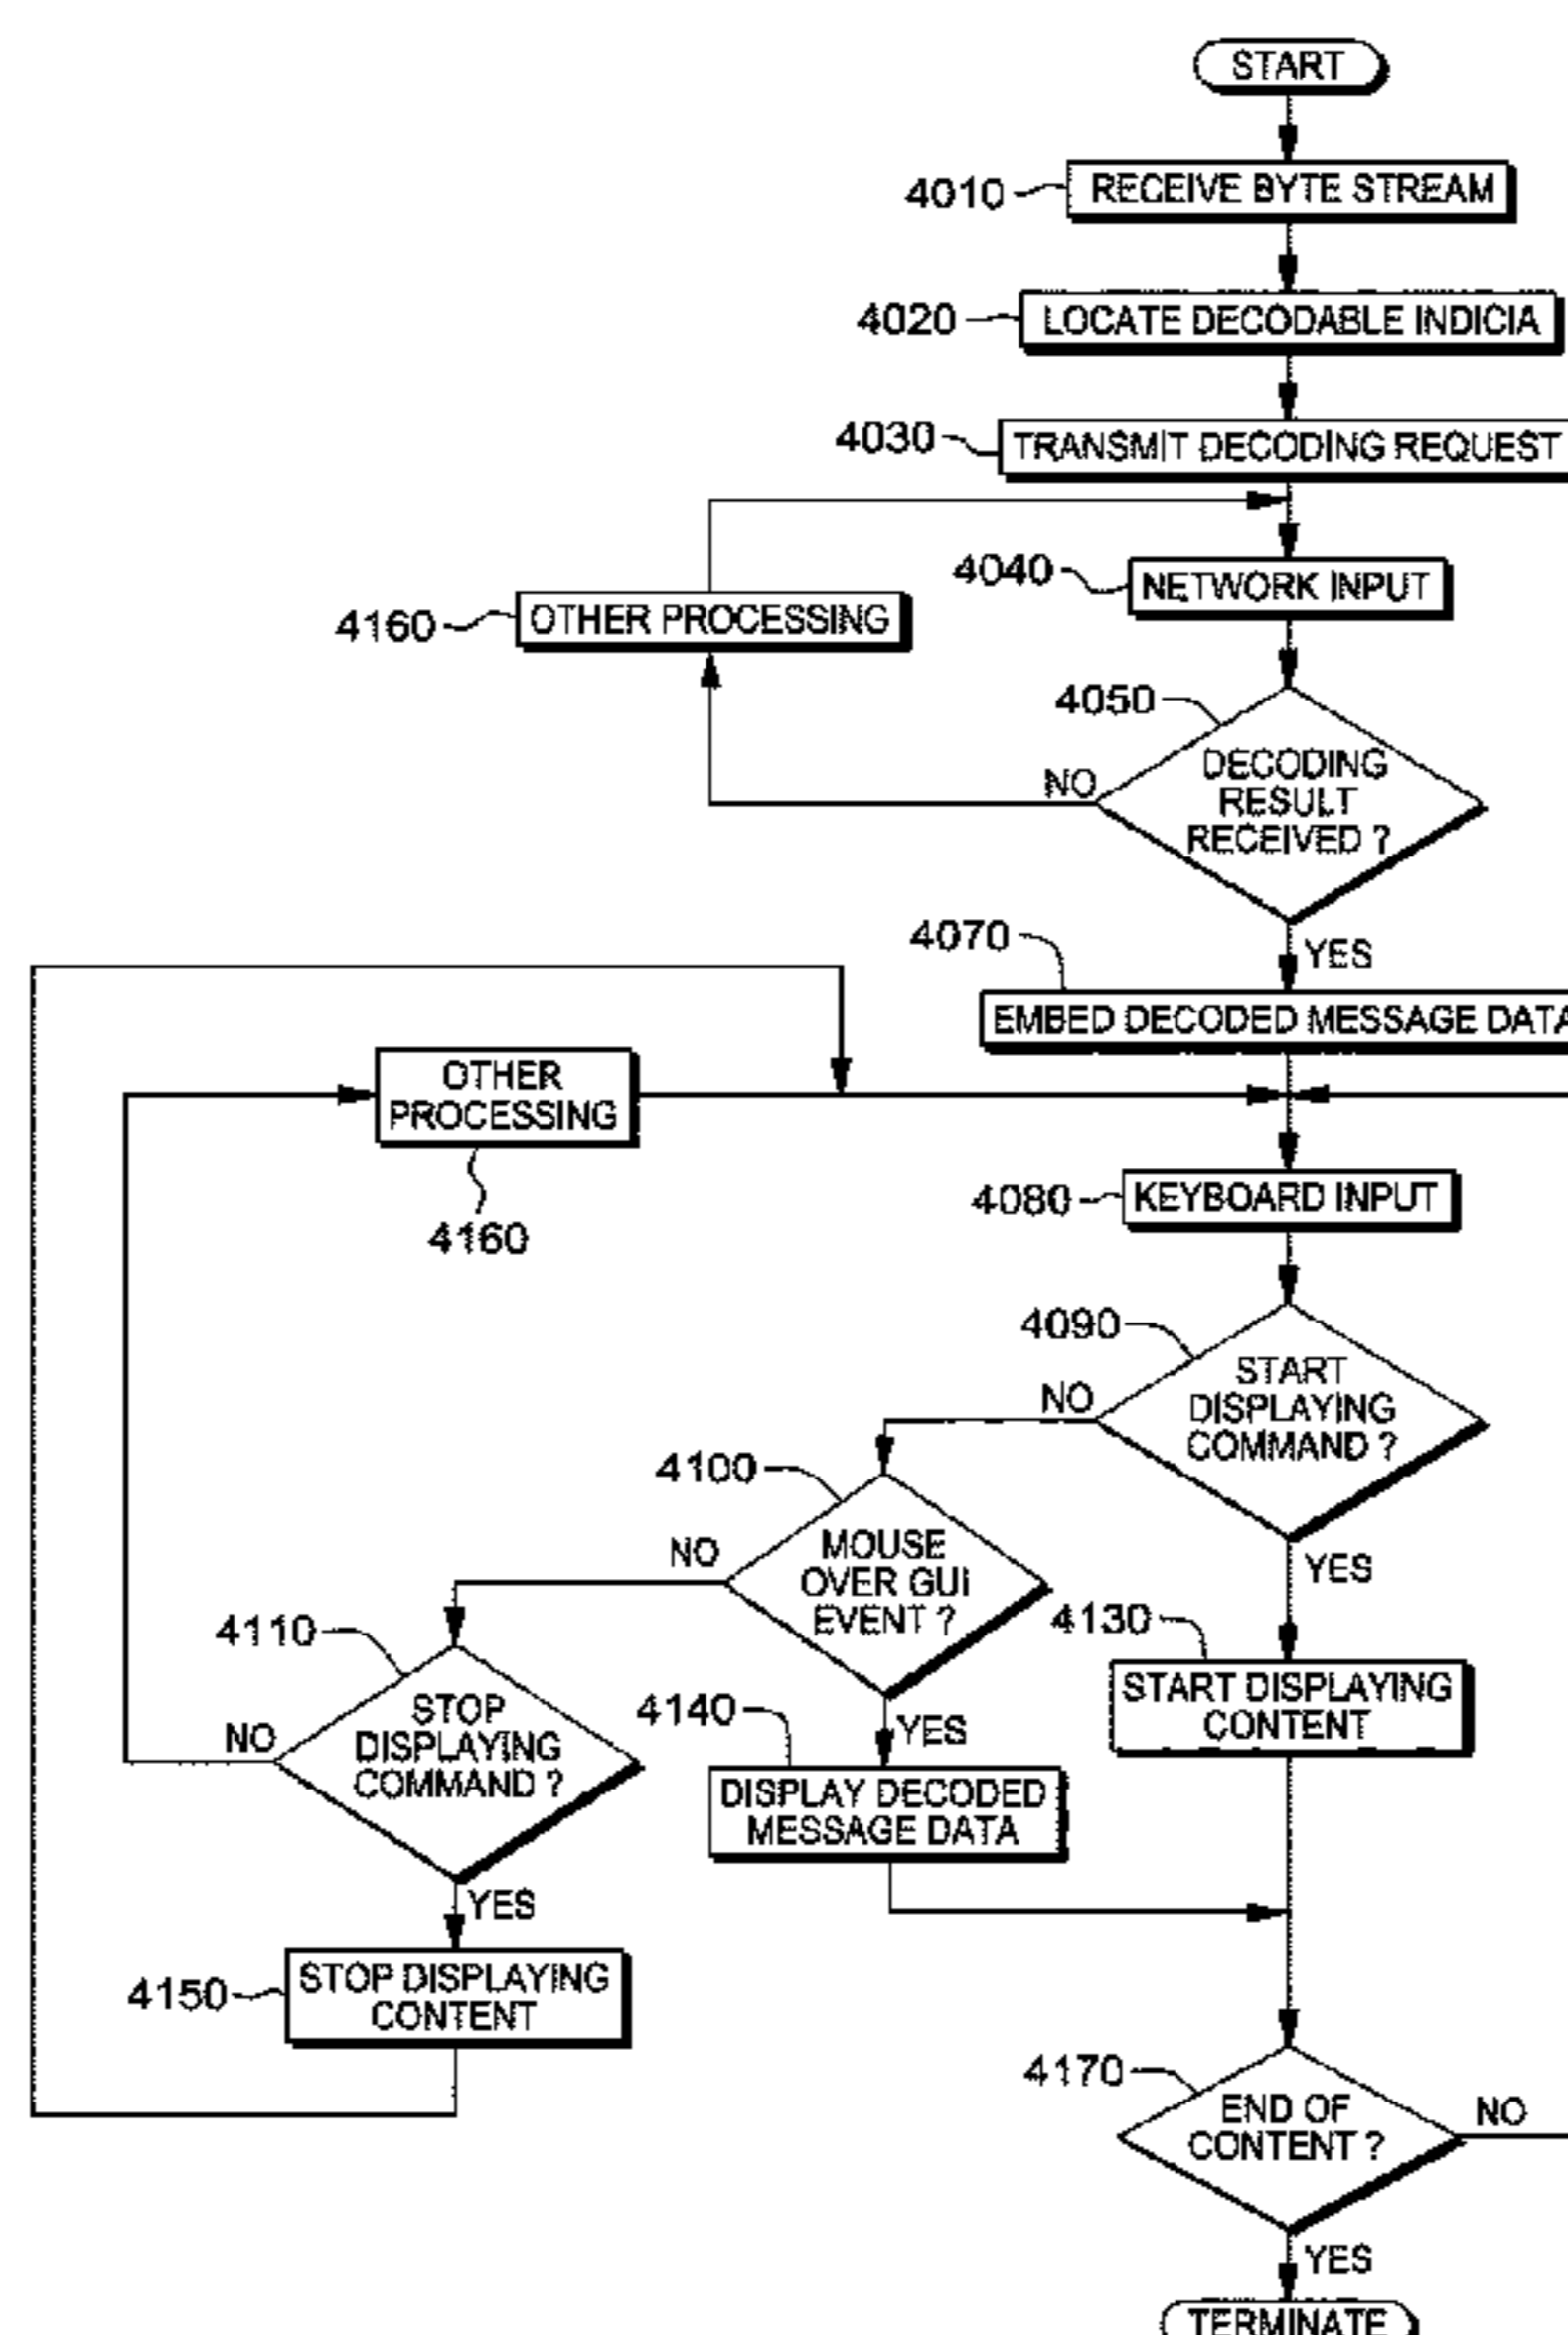 START
4010
RECEIVE BYTE STREAM
4020
LOCATE DECODABLE INDICIA
4030
TRANSMIT DECODING REQUEST
4040
NETWORK INPUT
4160
OTHER PROCESSING
4050
DECODING
RESULT
RECEIVED ?
NO
YES
4070
EMBED DECODED MESSAGE DATA
OTHER
PROCESSING
4160
4080
KEYBOARD INPUT
4090
START
DISPLAYING
COMMAND ?
NO
YES
4100
MOUSE
OVER GUI
EVENT ?
NO
YES
4110
STOP
DISPLAYING
COMMAND ?
NO
YES
4130
START DISPLAYING
CONTENT
4140
DISPLAY DECODED
MESSAGE DATA
4150
STOP DISPLAYING
CONTENT
4170
END OF
CONTENT ?
NO
YES
TERMINATE